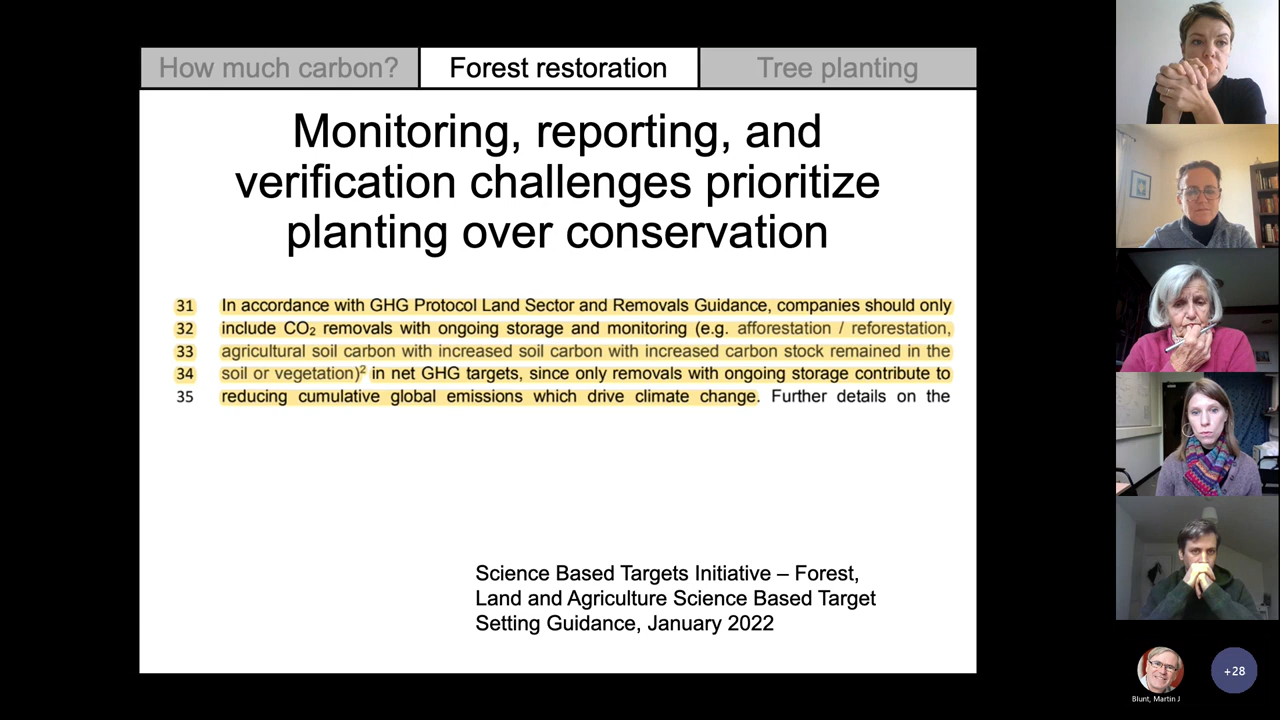 How much carbon?
Forest restoration
Tree planting
Monitoring, reporting, and
verification challenges prioritize
planting over conservation
31 In accordance with GHG Protocol Land Sector and Removals Guidance, companies should only
32 include CO₂ removals with ongoing storage and monitoring (e.g. afforestation / reforestation,
33 agricultural soil carbon with increased soil carbon with increased carbon stock remained in the
34 soil or vegetation)² in net GHG targets, since only removals with ongoing storage contribute to
35 reducing cumulative global emissions which drive climate change. Further details on the
Science Based Targets Initiative – Forest,
Land and Agriculture Science Based Target
Setting Guidance, January 2022
+28
Blunt, Martin J